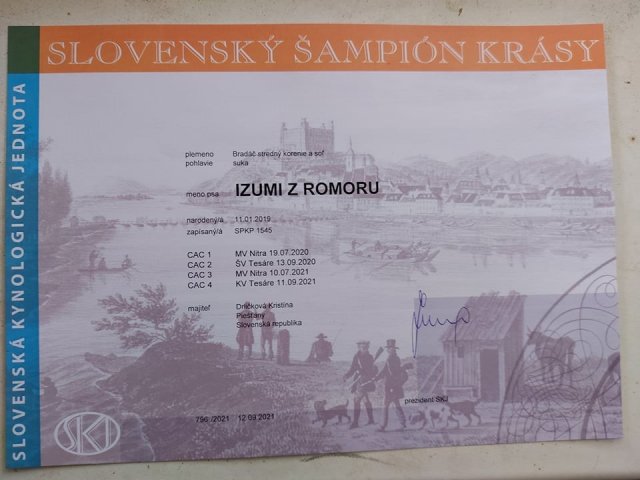 SLOVENSKÝ ŠAMPIÓN KRÁSY
SLOVENSKÁ KYNOLOGICKÁ JEDNOTA
plemeno Bradáč stredný korenie a soľ
pohlavie suka
meno psa IZUMI Z ROMORU
narodený/á 11.01.2019
zapísaný/á SPKP 1545
CAC 1 MV Nitra 19.07.2020
CAC 2 ŠV Tesáre 13.09.2020
CAC 3 MV Nitra 10.07.2021
CAC 4 KV Tesáre 11.09.2021
majiteľ Drličková Kristína
Piešťany
Slovenská republika
prezident SKJ
796 /2021 12.09.2021
SKJ